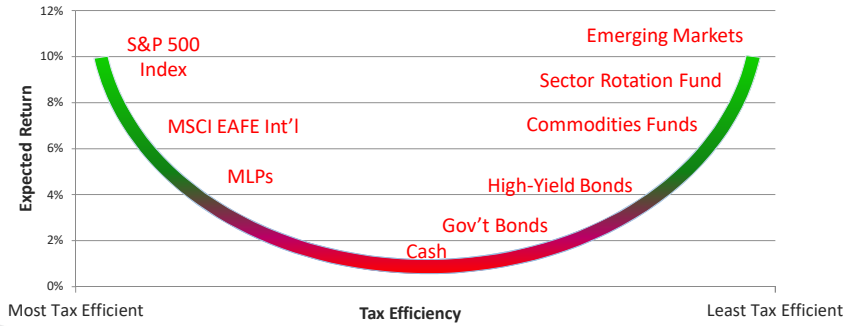 12%
10%
8%
6%
4%
2%
0%
Expected Return
S&P 500
Index
MSCI EAFE Int'l
MLPs
Cash
Gov't Bonds
High-Yield Bonds
Commodities Funds
Sector Rotation Fund
Emerging Markets
Most Tax Efficient
Tax Efficiency
Least Tax Efficient